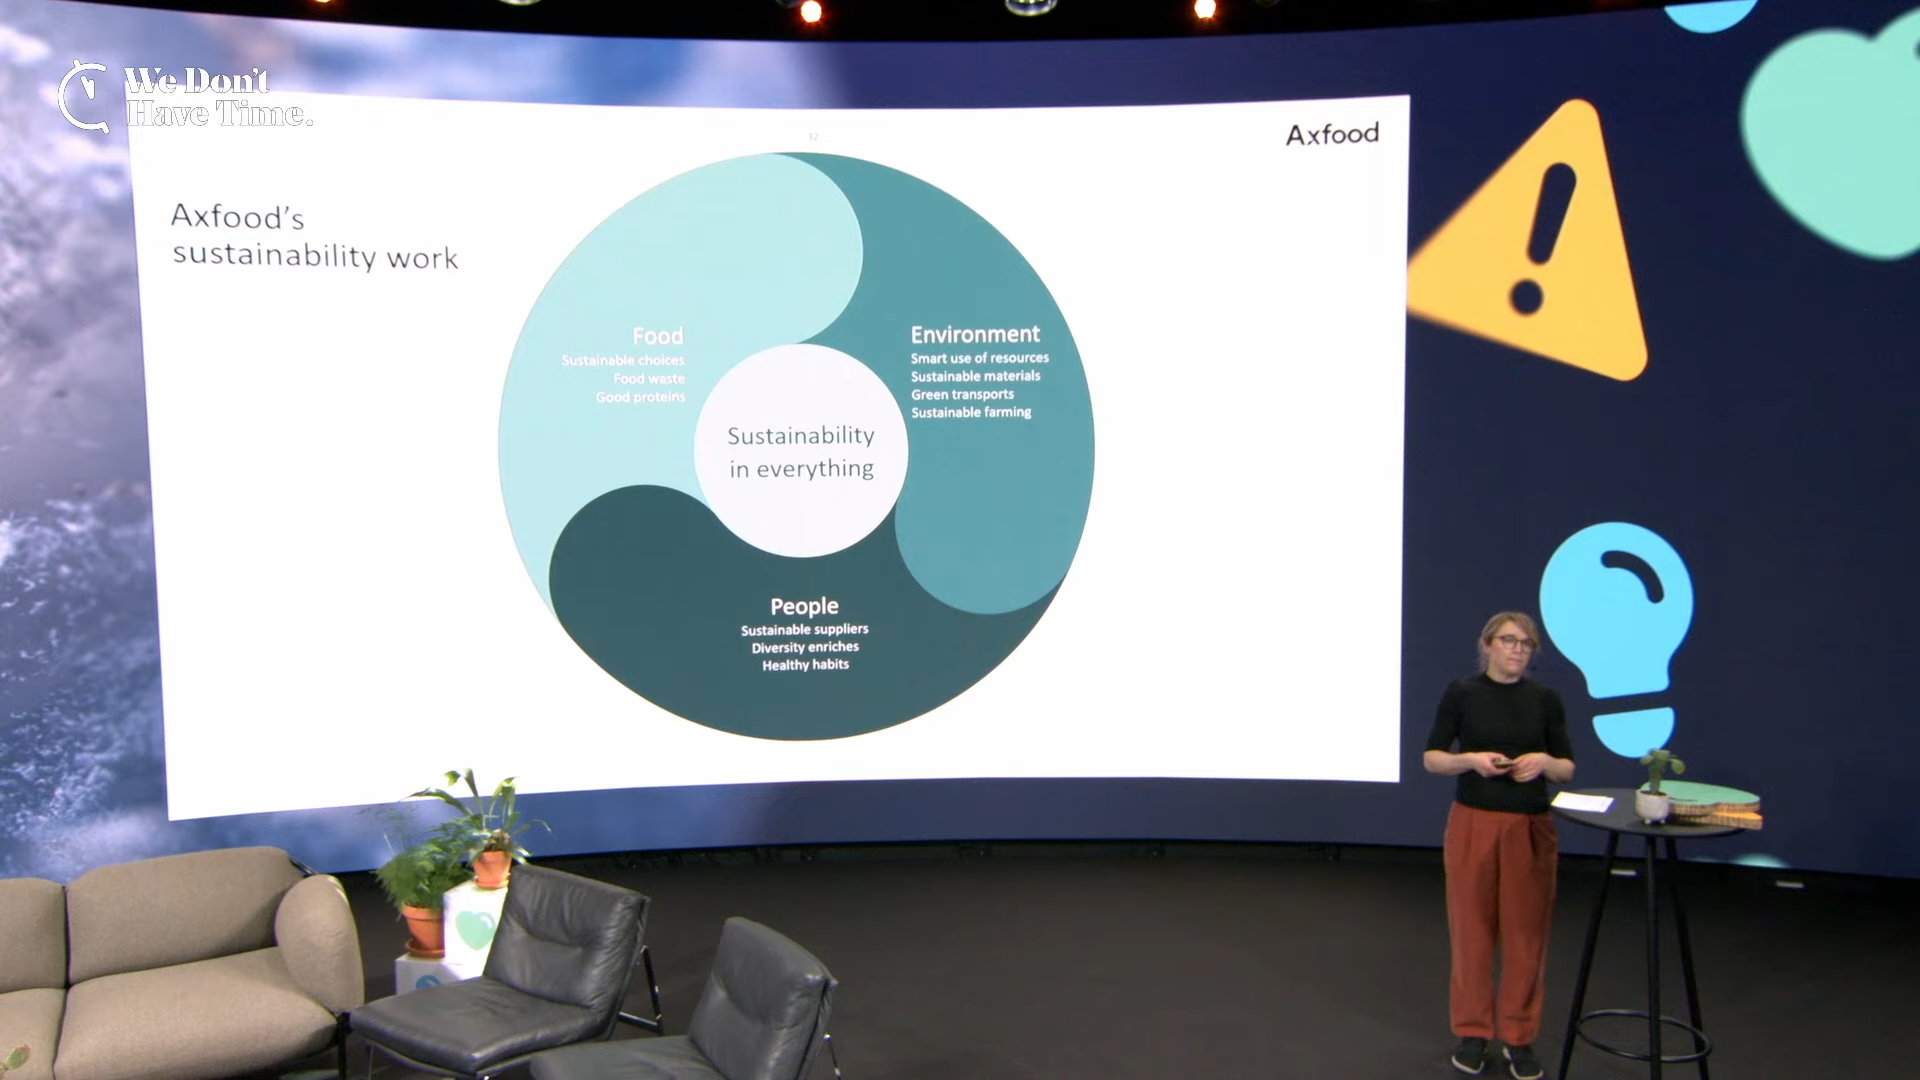 We Don't
Have Time.
32
Axfood
Axfood's
sustainability work
Food
Sustainable choices
Food waste
Good proteins
Environment
Smart use of resources
Sustainable materials
Green transports
Sustainable farming
Sustainability
in everything
People
Sustainable suppliers
Diversity enriches
Healthy habits